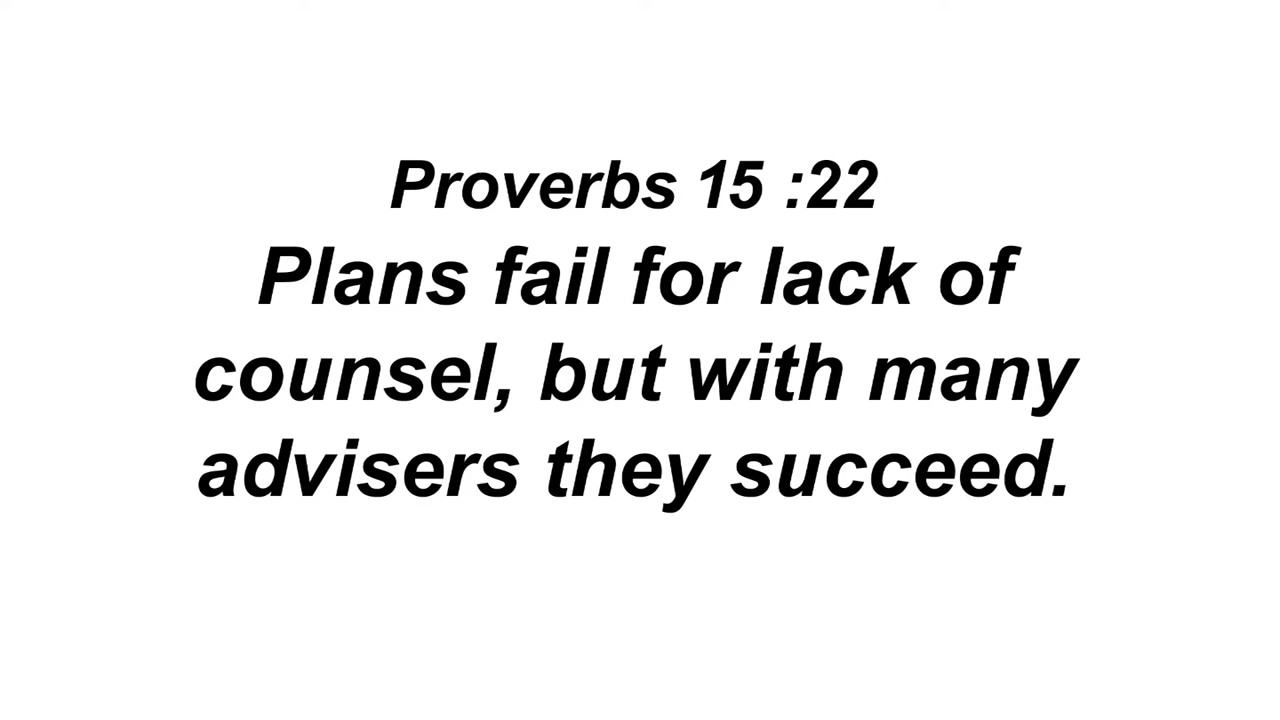 Proverbs 15 :22
Plans fail for lack of
counsel, but with many
advisers they succeed.